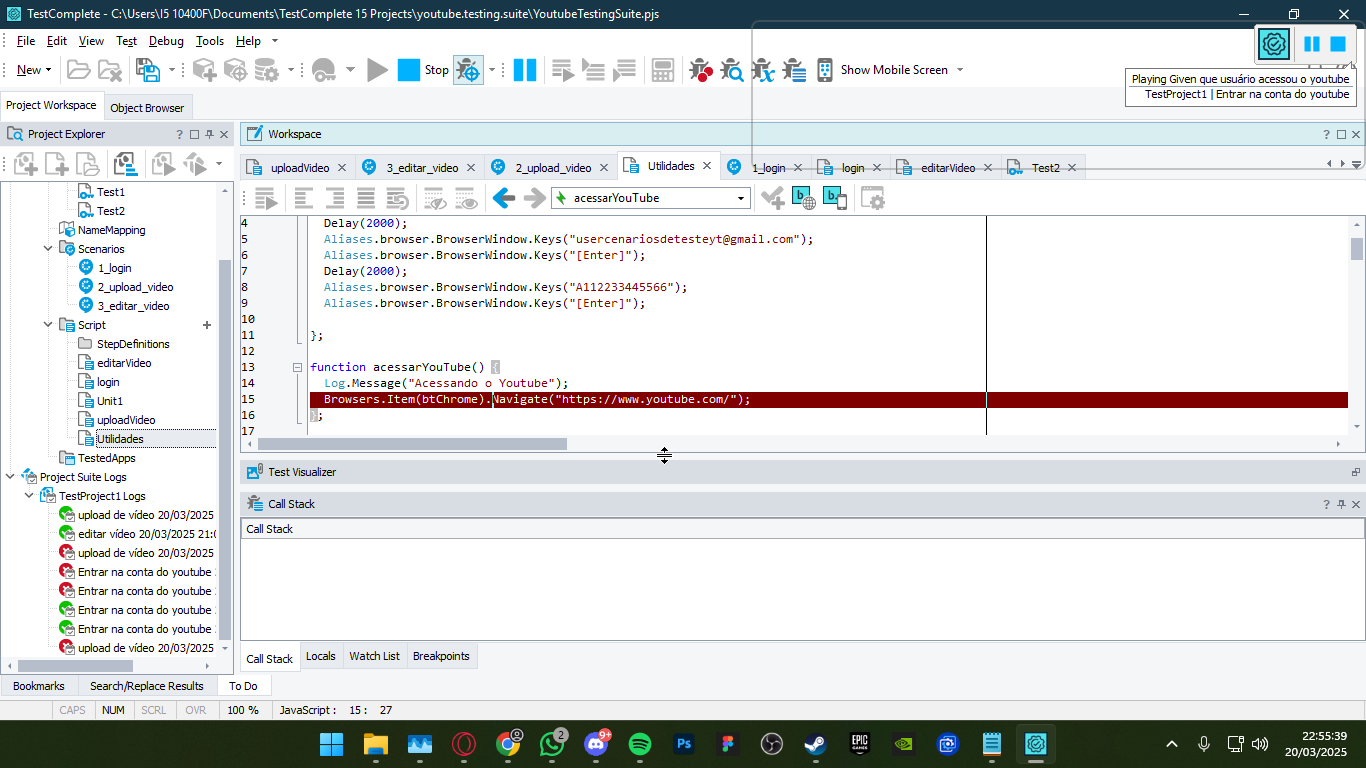 TestComplete - C:\Users\I5 10400F\Documents\TestComplete 15 Projects\youtube.testing.suite\YoutubeTestingSuite.pjs
File Edit View Test Debug Tools Help
New Stop Show Mobile Screen
Playing Given que usuário acessou o youtube
TestProject1 | Entrar na conta do youtube
Project Workspace Object Browser
Project Explorer
Test1
Test2
NameMapping
Scenarios
1_login
2_upload_video
3_editar_video
Script
StepDefinitions
editarVideo
login
Unit1
uploadVideo
Utilidades
TestedApps
Project Suite Logs
TestProject1 Logs
upload de vídeo 20/03/2025
editar vídeo 20/03/2025 21:0
upload de vídeo 20/03/2025
Entrar na conta do youtube
Entrar na conta do youtube
Entrar na conta do youtube
Entrar na conta do youtube
upload de vídeo 20/03/2025
Workspace
uploadVideo 3_editar_video 2_upload_video Utilidades 1_login login editarVideo Test2
acessarYouTube
4 Delay(2000);
5 Aliases.browser.BrowserWindow.Keys("usercenariosdetesteyt@gmail.com");
6 Aliases.browser.BrowserWindow.Keys("[Enter]");
7 Delay(2000);
8 Aliases.browser.BrowserWindow.Keys("A112233445566");
9 Aliases.browser.BrowserWindow.Keys("[Enter]");
10
11 };
12
13 function acessarYouTube() {
14 Log.Message("Acessando o Youtube");
15 Browsers.Item(btChrome).Navigate("https://www.youtube.com/");
16 };
17
Test Visualizer
Call Stack
Call Stack
Call Stack Locals Watch List Breakpoints
Bookmarks Search/Replace Results To Do
CAPS NUM SCRL OVR 100 % JavaScript : 15 : 27
2 9+ Ps EPIC GAMES
22:55:39
20/03/2025